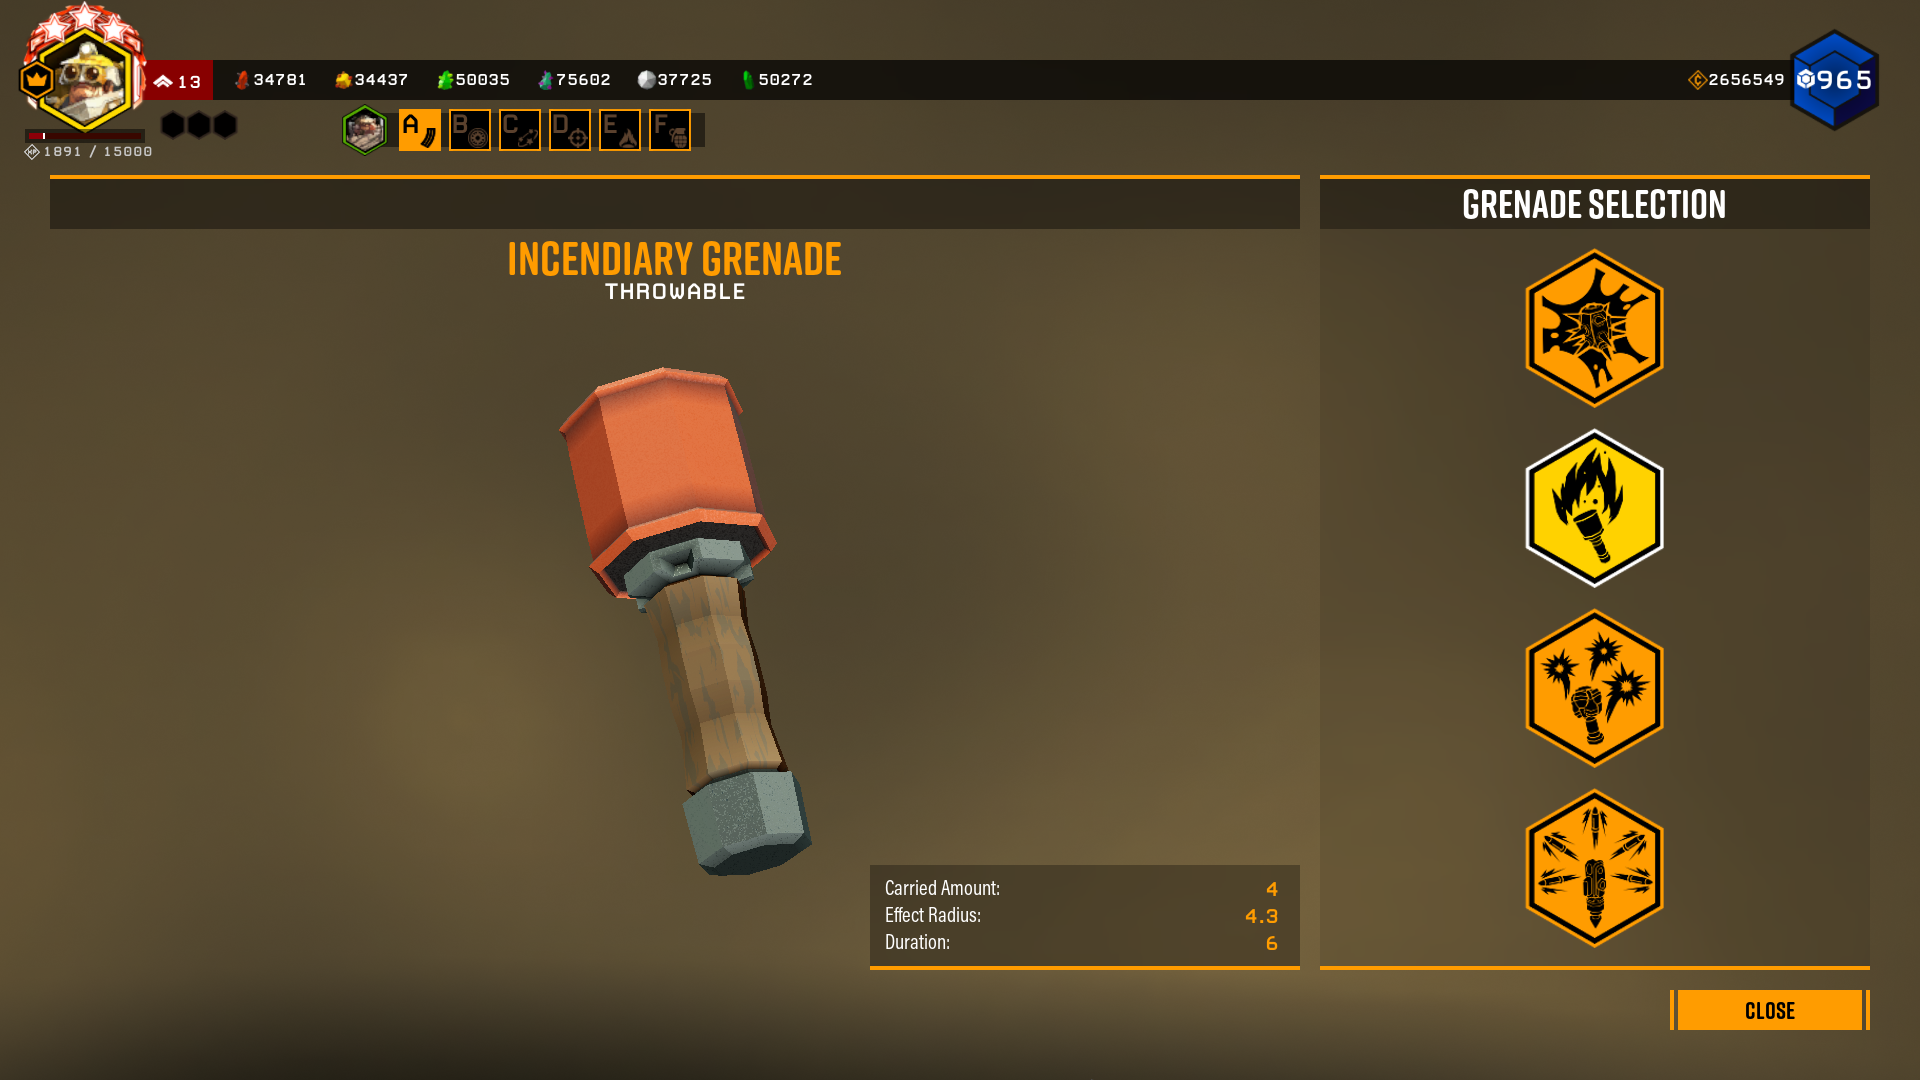 13
34781
34437
50035
75602
37725
50272
2656549
965
1891 / 15000
A
B
C
D
E
F
GRENADE SELECTION
INCENDIARY GRENADE
THROWABLE
Carried Amount: 4
Effect Radius: 4.3
Duration: 6
CLOSE